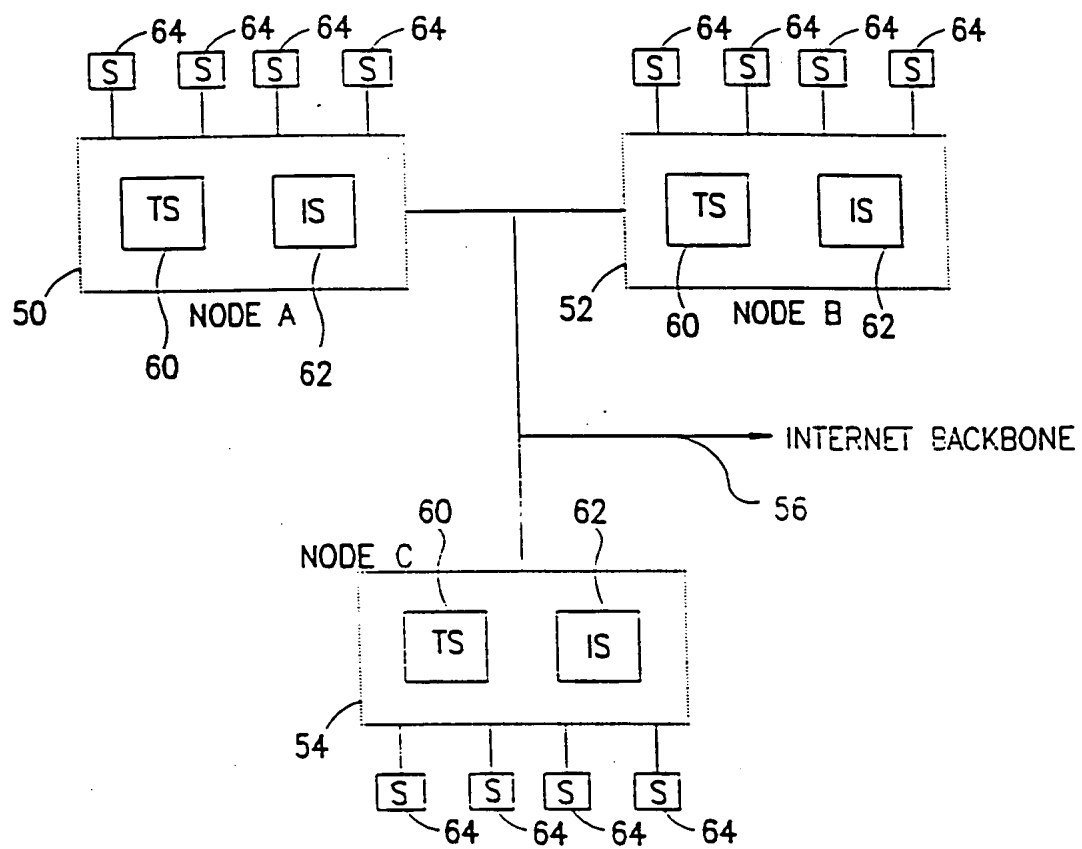 64 64 64 64 64 64 64 64
S S S S S S S S
TS IS TS IS
50 NODE A 52 NODE B
60 62 60 62
INTERNET BACKBONE
56
60 62
NODE C
TS IS
54
S S S S
64 64 64 64